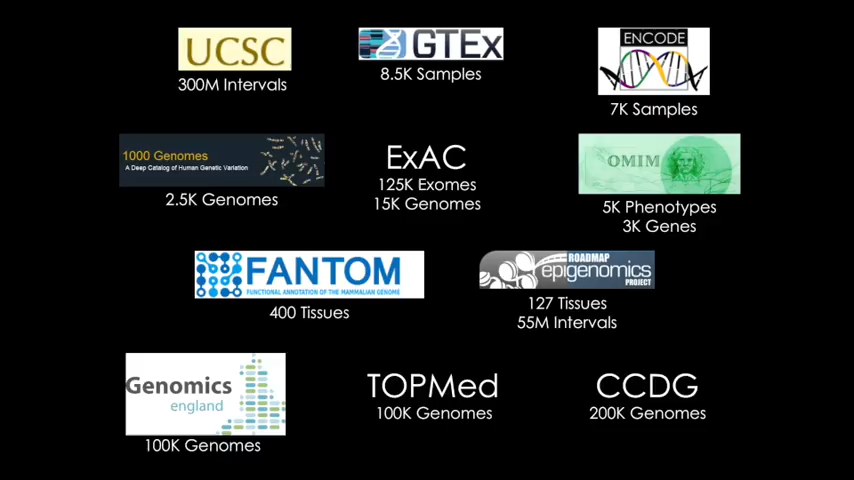 UCSC
300M Intervals
GTEx
8.5K Samples
ENCODE
7K Samples
1000 Genomes
A Deep Catalog of Human Genetic Variation
2.5K Genomes
ExAC
125K Exomes
15K Genomes
OMIM
5K Phenotypes
3K Genes
FANTOM
FUNCTIONAL ANNOTATION OF THE MAMMALIAN GENOME
400 Tissues
ROADMAP
epigenomics
PROJECT
127 Tissues
55M Intervals
Genomics
england
100K Genomes
TOPMed
100K Genomes
CCDG
200K Genomes